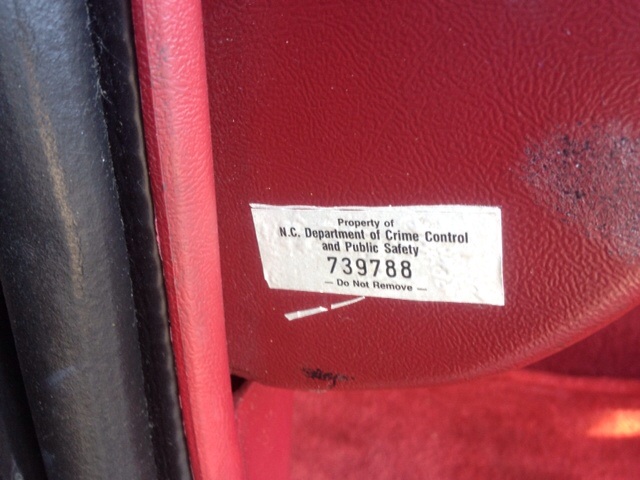 Property of
N.C. Department of Crime Control
and Public Safety
739788
— Do Not Remove —